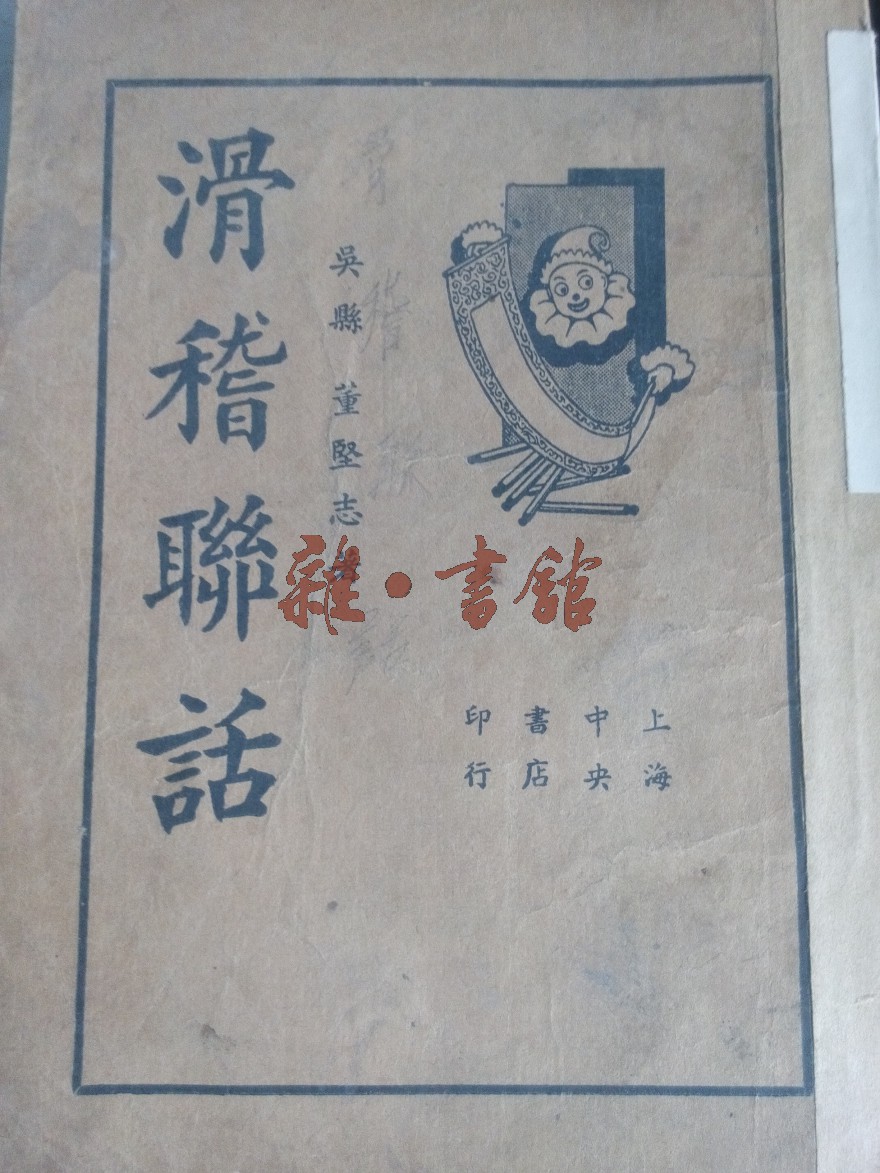 滑稽聯話
吳縣 董堅志著
上海
中央
書店
印行
雜·書館